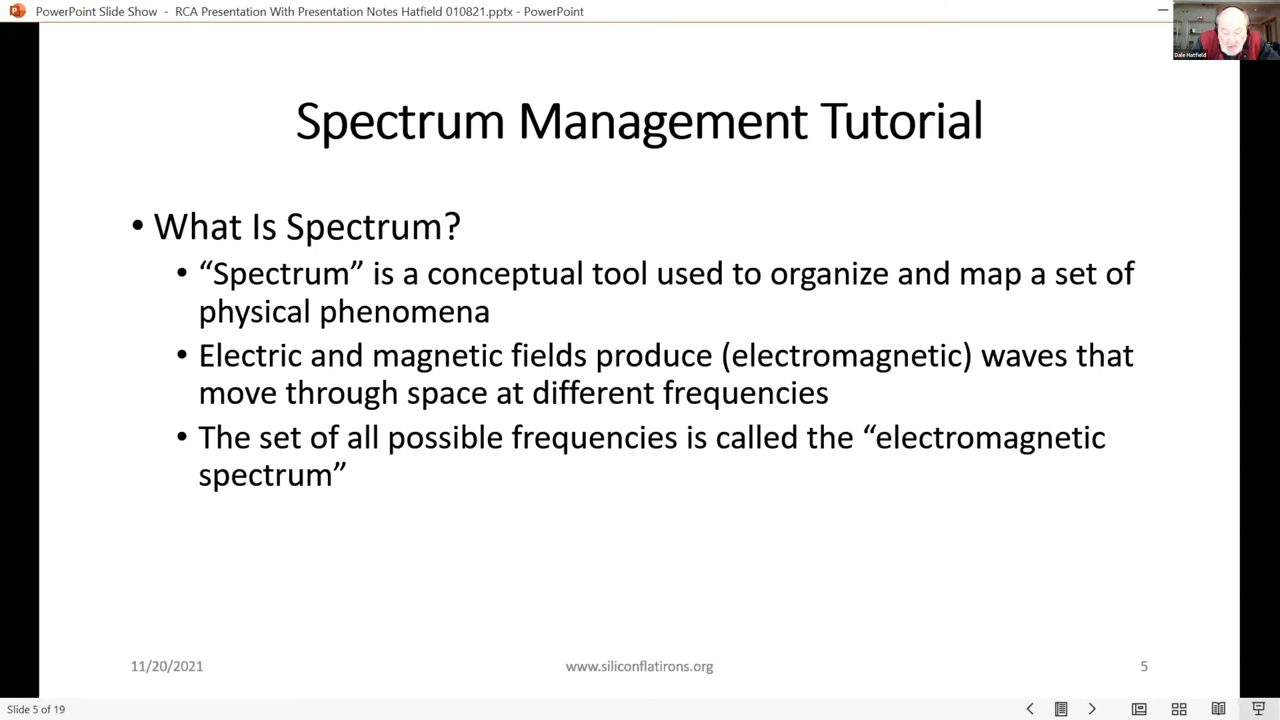 PowerPoint Slide Show - RCA Presentation With Presentation Notes Hatfield 010821.pptx - PowerPoint
Dale Hatfield
Spectrum Management Tutorial
• What Is Spectrum?
• “Spectrum” is a conceptual tool used to organize and map a set of
physical phenomena
• Electric and magnetic fields produce (electromagnetic) waves that
move through space at different frequencies
• The set of all possible frequencies is called the “electromagnetic
spectrum”
11/20/2021
www.siliconflatirons.org
5
Slide 5 of 19